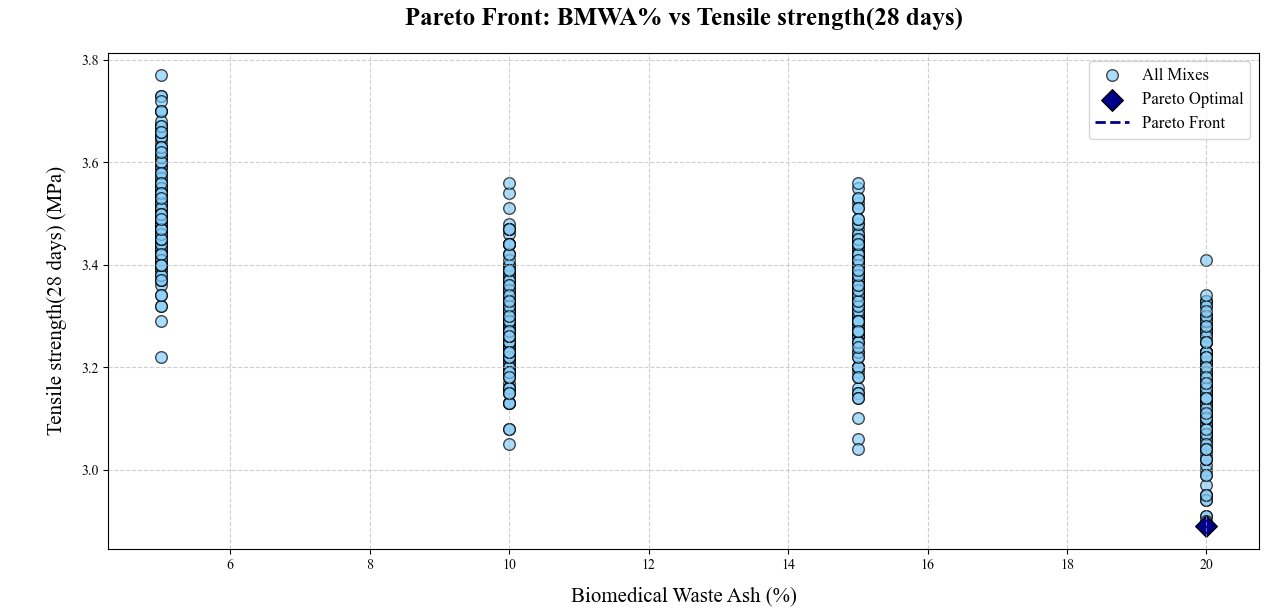 Pareto Front: BMWA% vs Tensile strength(28 days)
All Mixes
Pareto Optimal
Pareto Front
Tensile strength(28 days) (MPa)
3.8
3.6
3.4
3.2
3.0
6 8 10 12 14 16 18 20
Biomedical Waste Ash (%)